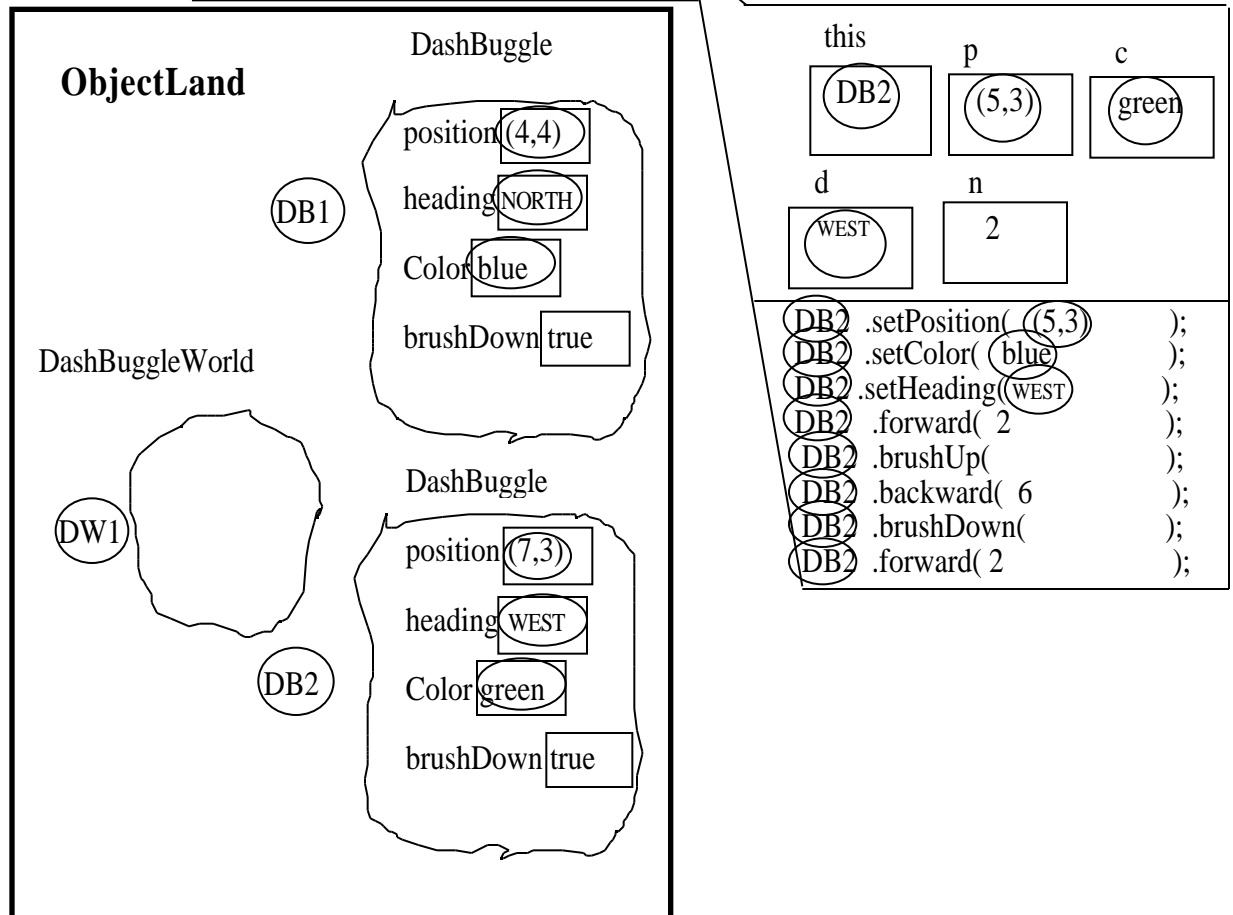 ObjectLand
DashBuggle
position (4,4)
DB1
heading NORTH
Color blue
brushDown true
DashBuggleWorld
DW1
DashBuggle
position (7,3)
heading WEST
DB2
Color green
brushDown true
this p c
DB2 (5,3) green
d n
WEST 2
DB2 .setPosition( (5,3) );
DB2 .setColor( blue );
DB2 .setHeading( WEST );
DB2 .forward( 2 );
DB2 .brushUp( );
DB2 .backward( 6 );
DB2 .brushDown( );
DB2 .forward( 2 );